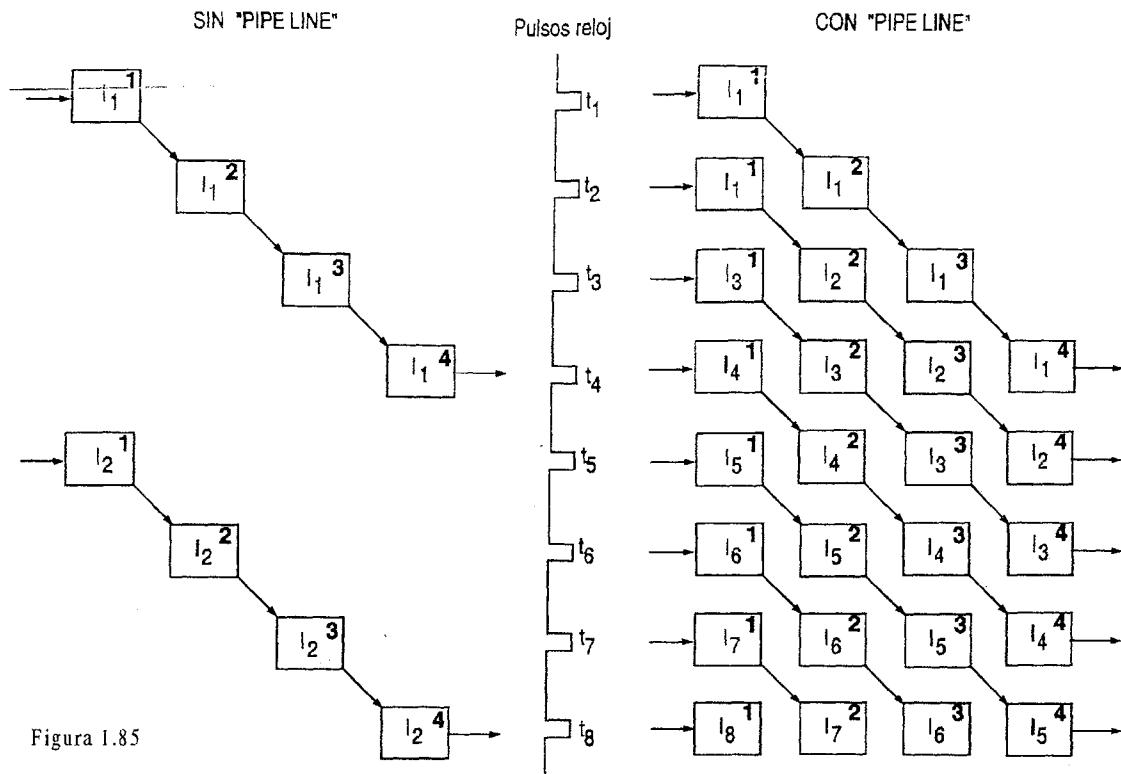 SIN "PIPE LINE" Pulsos reloj CON "PIPE LINE"
I₁ 1 t₁ I₁ 1
I₁ 2 t₂ I₁ 1 I₁ 2
I₁ 3 t₃ I₃ 1 I₂ 2 I₁ 3
I₁ 4 t₄ I₄ 1 I₃ 2 I₂ 3 I₁ 4
I₂ 1 t₅ I₅ 1 I₄ 2 I₃ 3 I₂ 4
I₂ 2 t₆ I₆ 1 I₅ 2 I₄ 3 I₃ 4
I₂ 3 t₇ I₇ 1 I₆ 2 I₅ 3 I₄ 4
I₂ 4 t₈ I₈ 1 I₇ 2 I₆ 3 I₅ 4
Figura 1.85